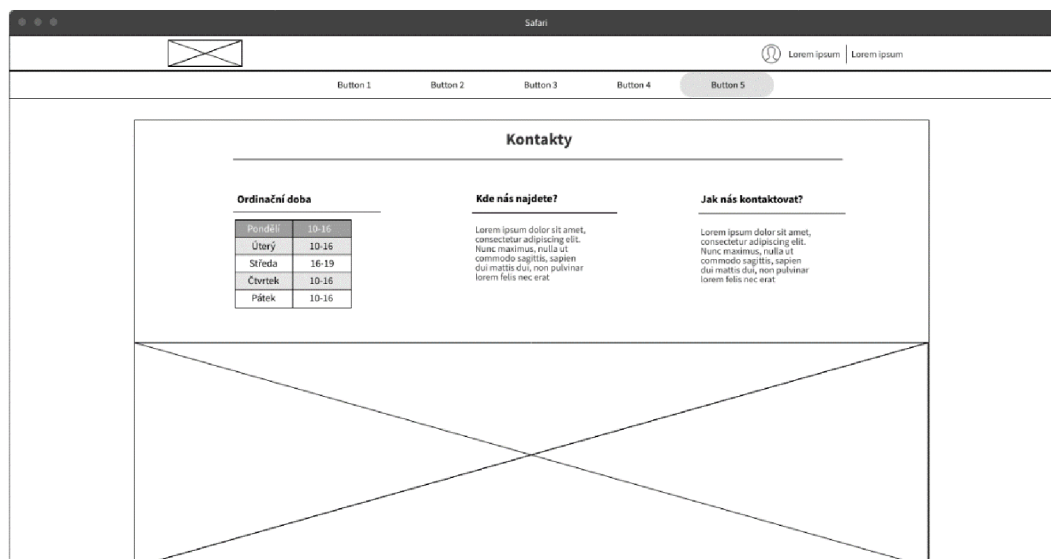 Safari
Lorem ipsum Lorem ipsum
Button 1 Button 2 Button 3 Button 4 Button 5
Kontakty
Ordinační doba
Pondělí 10-16
Úterý 10-16
Středa 16-19
Čtvrtek 10-16
Pátek 10-16
Kde nás najdete?
Lorem ipsum dolor sit amet,
consectetur adipiscing elit.
Nunc maximus, nulla ut
commodo sagittis, sapien
dui mattis dui, non pulvinar
lorem felis nec erat
Jak nás kontaktovat?
Lorem ipsum dolor sit amet,
consectetur adipiscing elit.
Nunc maximus, nulla ut
commodo sagittis, sapien
dui mattis dui, non pulvinar
lorem felis nec erat